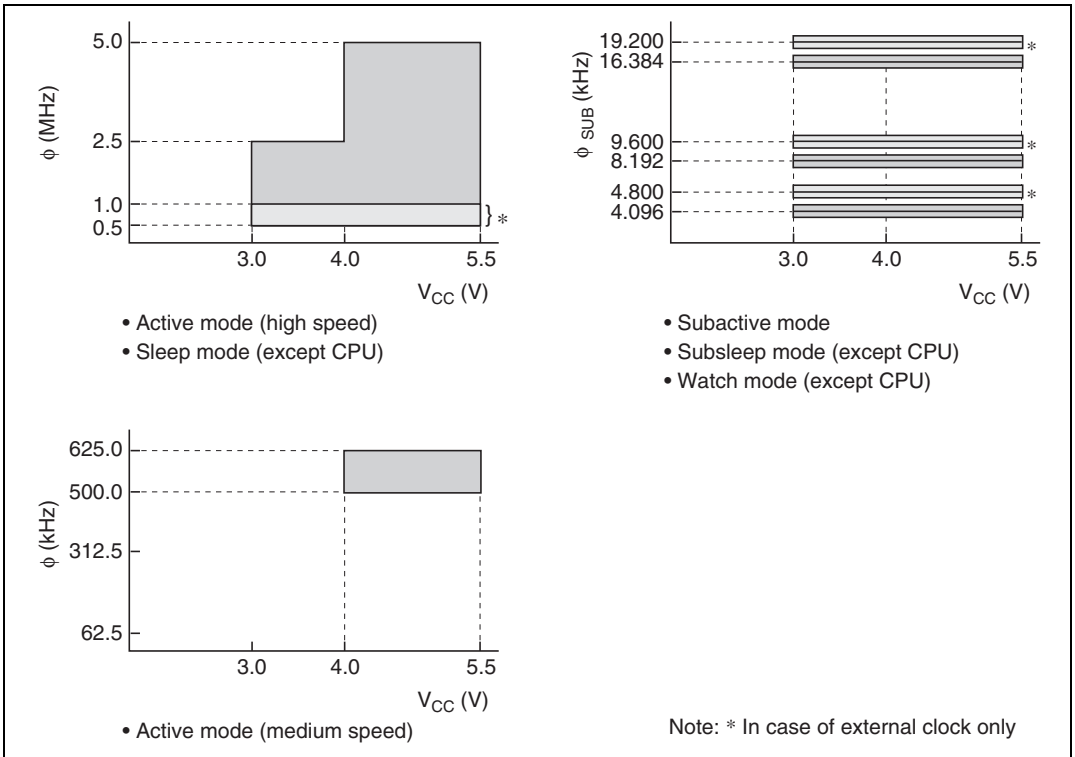 5.0
2.5
1.0
0.5
ϕ (MHz)
3.0 4.0 5.5
V_CC (V)
} *
• Active mode (high speed)
• Sleep mode (except CPU)
19.200
16.384
9.600
8.192
4.800
4.096
ϕ SUB (kHz)
*
*
*
3.0 4.0 5.5
V_CC (V)
• Subactive mode
• Subsleep mode (except CPU)
• Watch mode (except CPU)
625.0
500.0
312.5
62.5
ϕ (kHz)
3.0 4.0 5.5
V_CC (V)
• Active mode (medium speed)
Note: * In case of external clock only